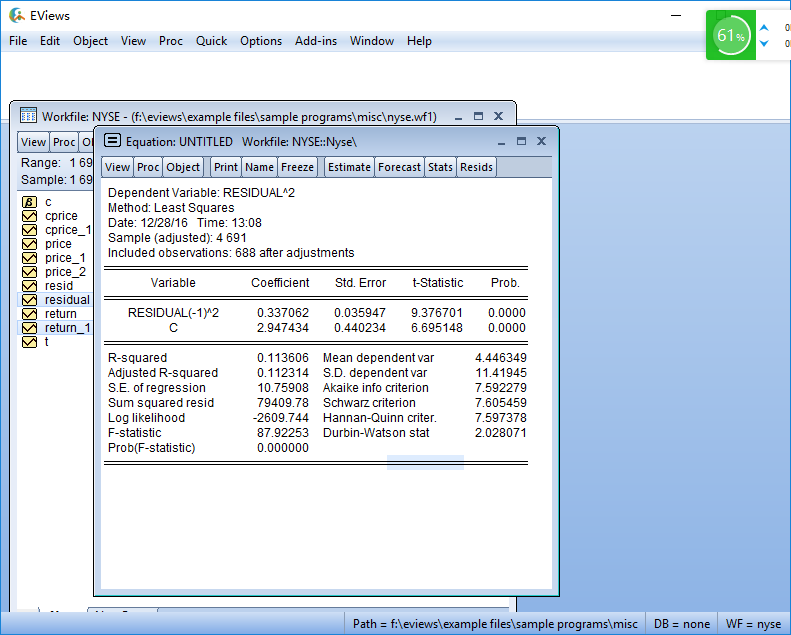 EViews
File Edit Object View Proc Quick Options Add-ins Window Help
61%
Workfile: NYSE - (f:\eviews\example files\sample programs\misc\nyse.wf1)
View Proc
Range: 1 69
Sample: 1 69
c
cprice
cprice_1
price
price_1
price_2
resid
residual
return
return_1
t
Equation: UNTITLED Workfile: NYSE::Nyse\
View Proc Object Print Name Freeze Estimate Forecast Stats Resids
Dependent Variable: RESIDUAL^2
Method: Least Squares
Date: 12/28/16 Time: 13:08
Sample (adjusted): 4 691
Included observations: 688 after adjustments
Variable Coefficient Std. Error t-Statistic Prob.
RESIDUAL(-1)^2 0.337062 0.035947 9.376701 0.0000
C 2.947434 0.440234 6.695148 0.0000
R-squared 0.113606 Mean dependent var 4.446349
Adjusted R-squared 0.112314 S.D. dependent var 11.41945
S.E. of regression 10.75908 Akaike info criterion 7.592279
Sum squared resid 79409.78 Schwarz criterion 7.605459
Log likelihood -2609.744 Hannan-Quinn criter. 7.597378
F-statistic 87.92253 Durbin-Watson stat 2.028071
Prob(F-statistic) 0.000000
Path = f:\eviews\example files\sample programs\misc DB = none WF = nyse